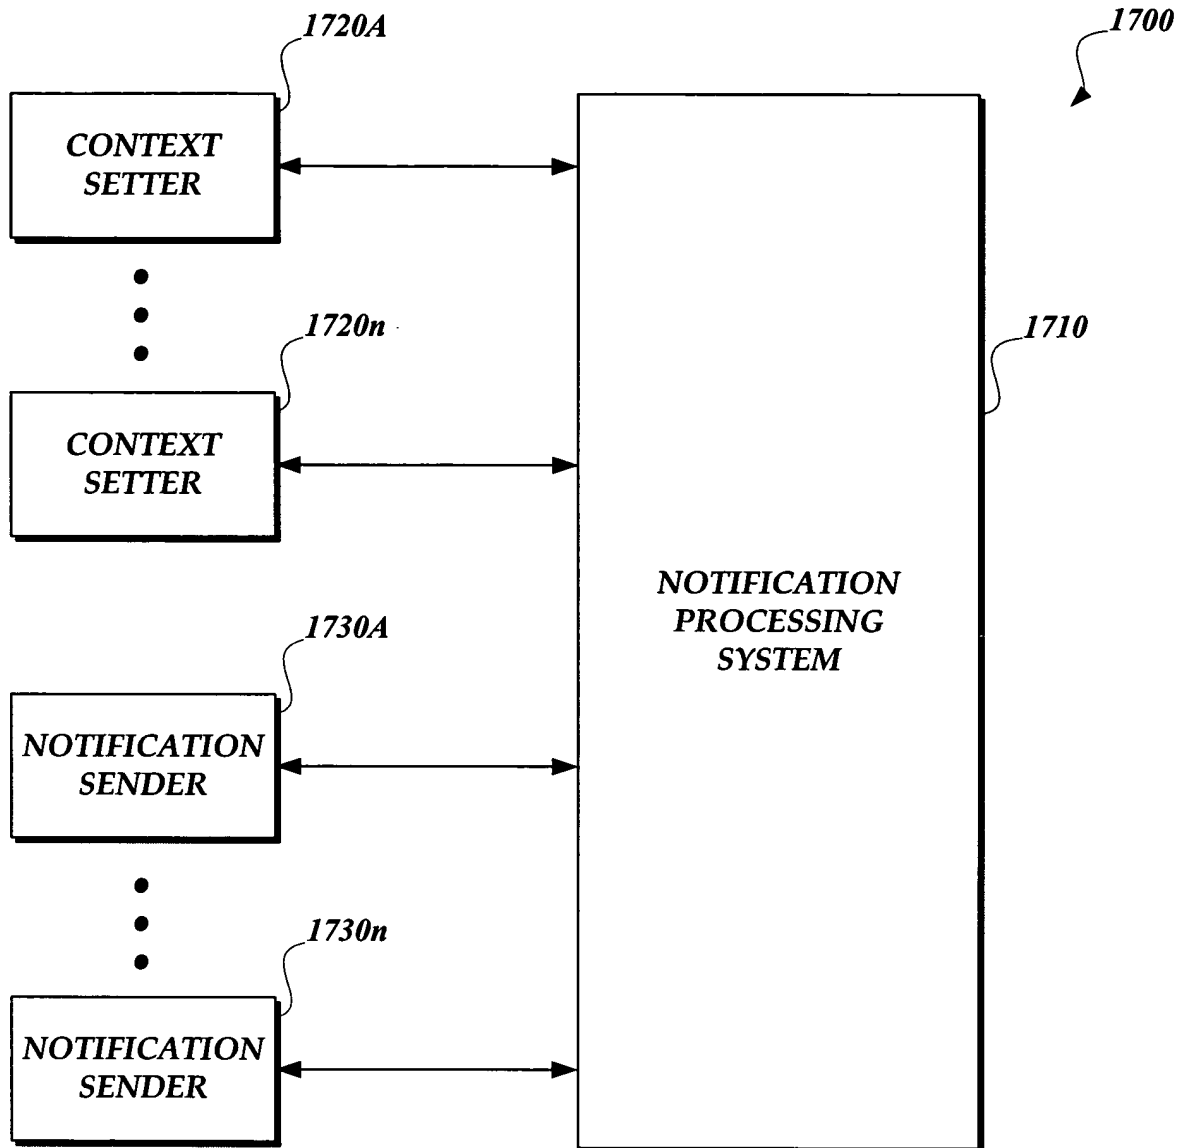 1720A
1700
CONTEXT
SETTER
1720n
1710
CONTEXT
SETTER
NOTIFICATION
PROCESSING
SYSTEM
1730A
NOTIFICATION
SENDER
1730n
NOTIFICATION
SENDER